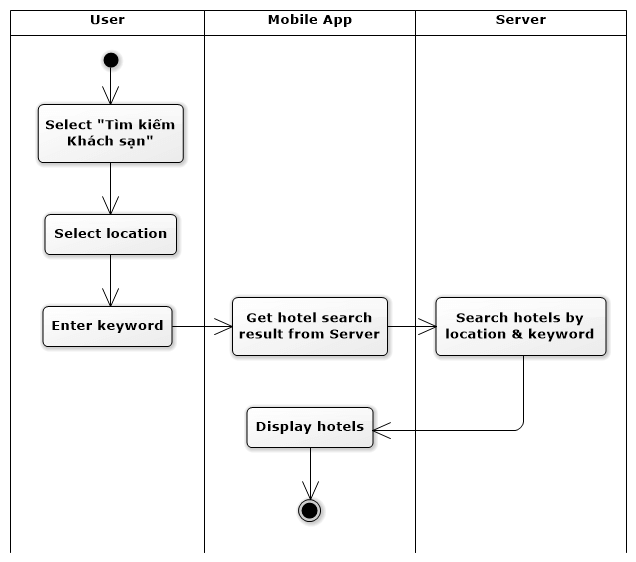 User
Mobile App
Server
Select "Tìm kiếm
Khách sạn"
Select location
Enter keyword
Get hotel search
result from Server
Search hotels by
location & keyword
Display hotels